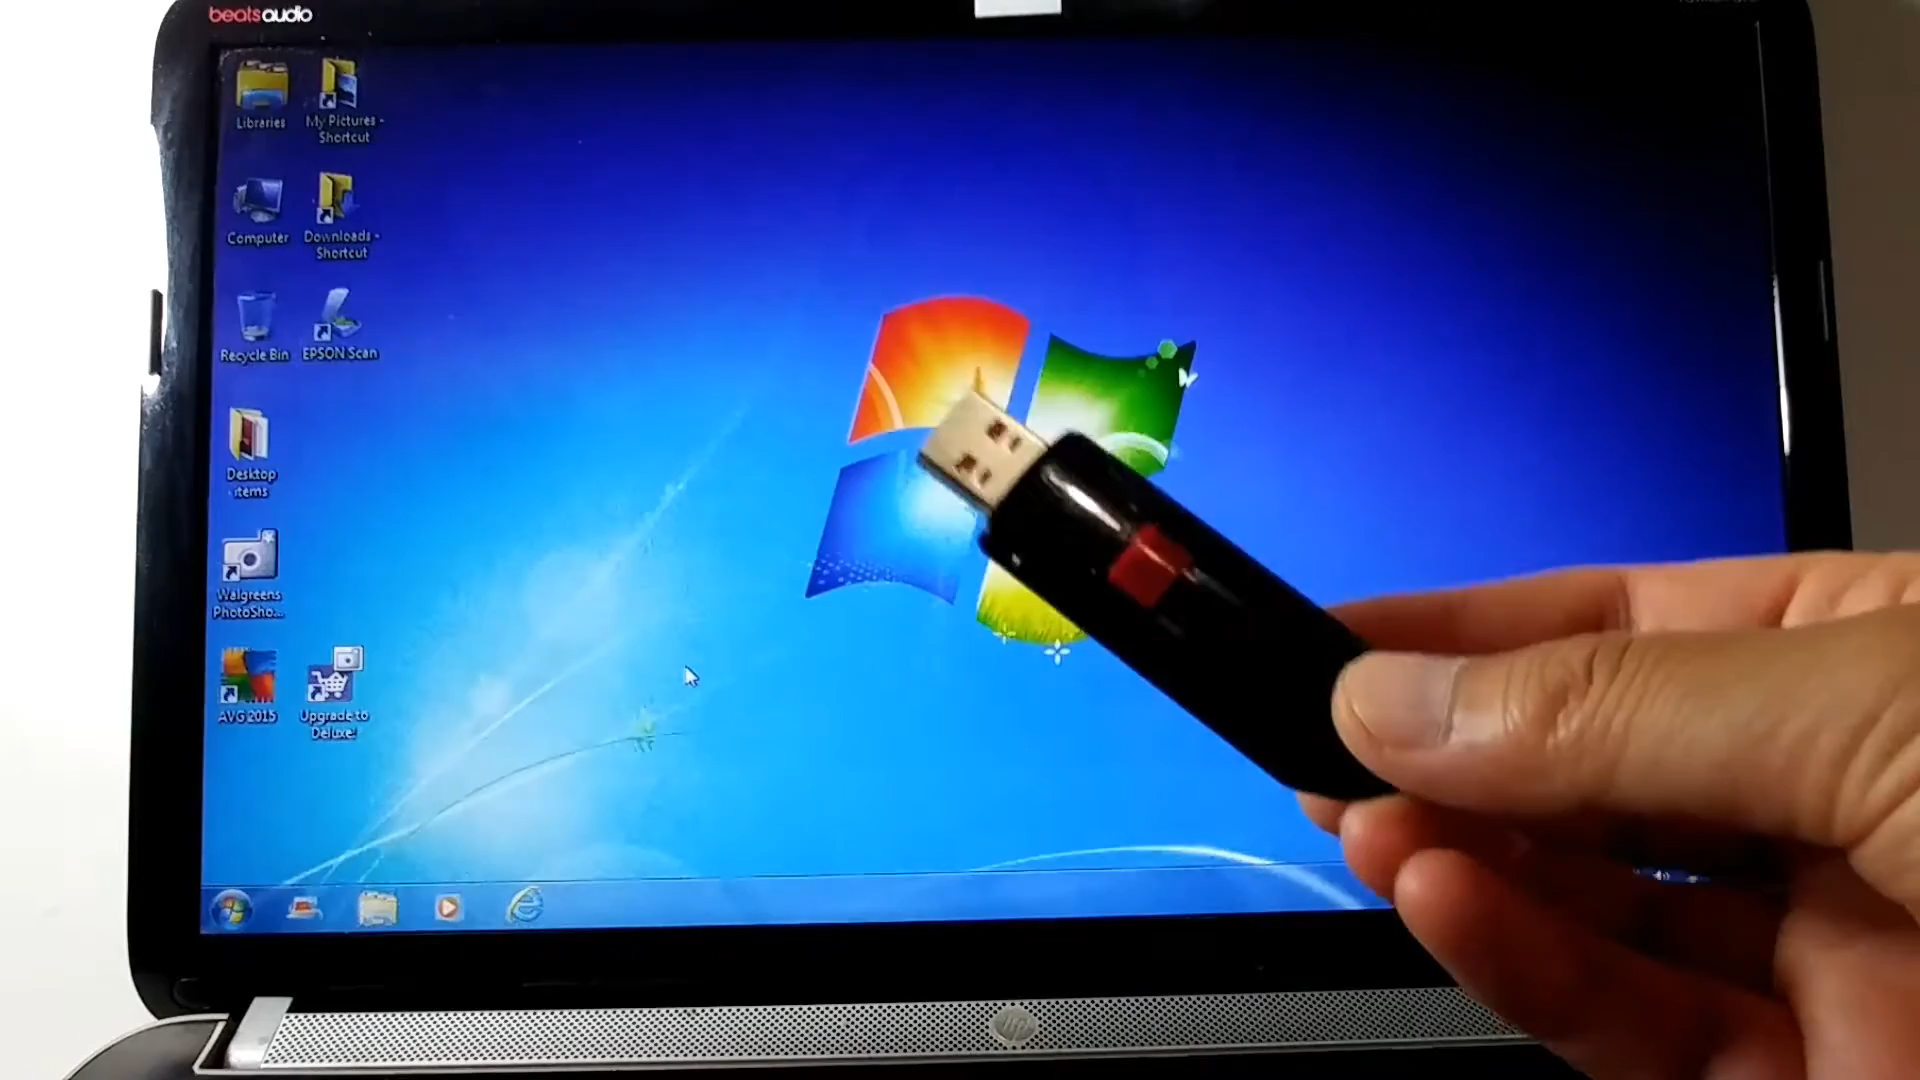 beatsaudio
Libraries
My Pictures -
Shortcut
Computer
Downloads -
Shortcut
Recycle Bin
EPSON Scan
Desktop
items
Walgreens
PhotoSho...
AVG 2015
Upgrade to
Deluxe!
hp